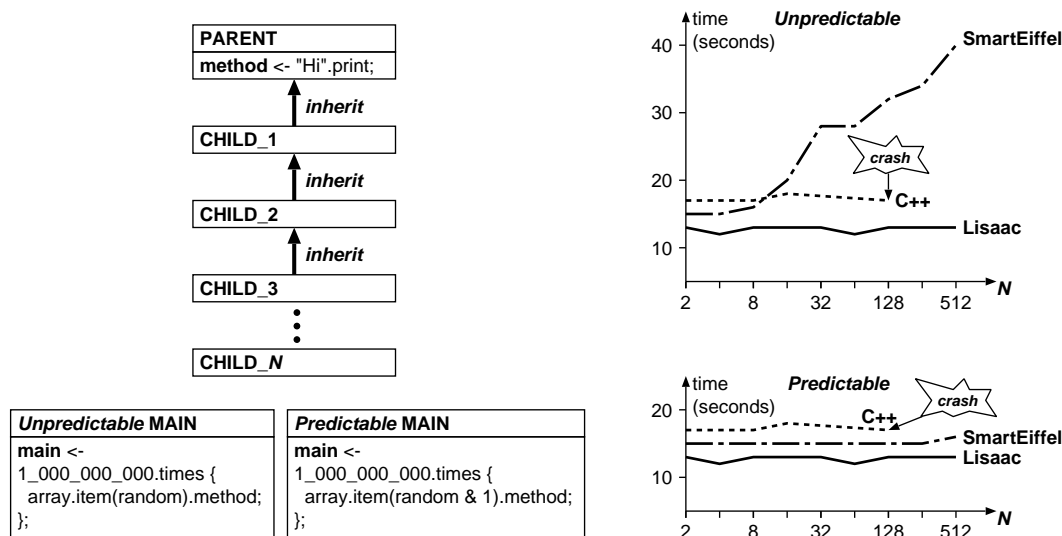 PARENT
method <- "Hi".print;
inherit
CHILD_1
inherit
CHILD_2
inherit
CHILD_3
CHILD_N
Unpredictable MAIN
main <-
1_000_000_000.times {
array.item(random).method;
};
Predictable MAIN
main <-
1_000_000_000.times {
array.item(random & 1).method;
};
time
(seconds)
Unpredictable
SmartEiffel
40
30
crash
20
C++
Lisaac
10
N
2 8 32 128 512
time
(seconds)
Predictable
crash
20
C++
SmartEiffel
Lisaac
10
N
2 8 32 128 512